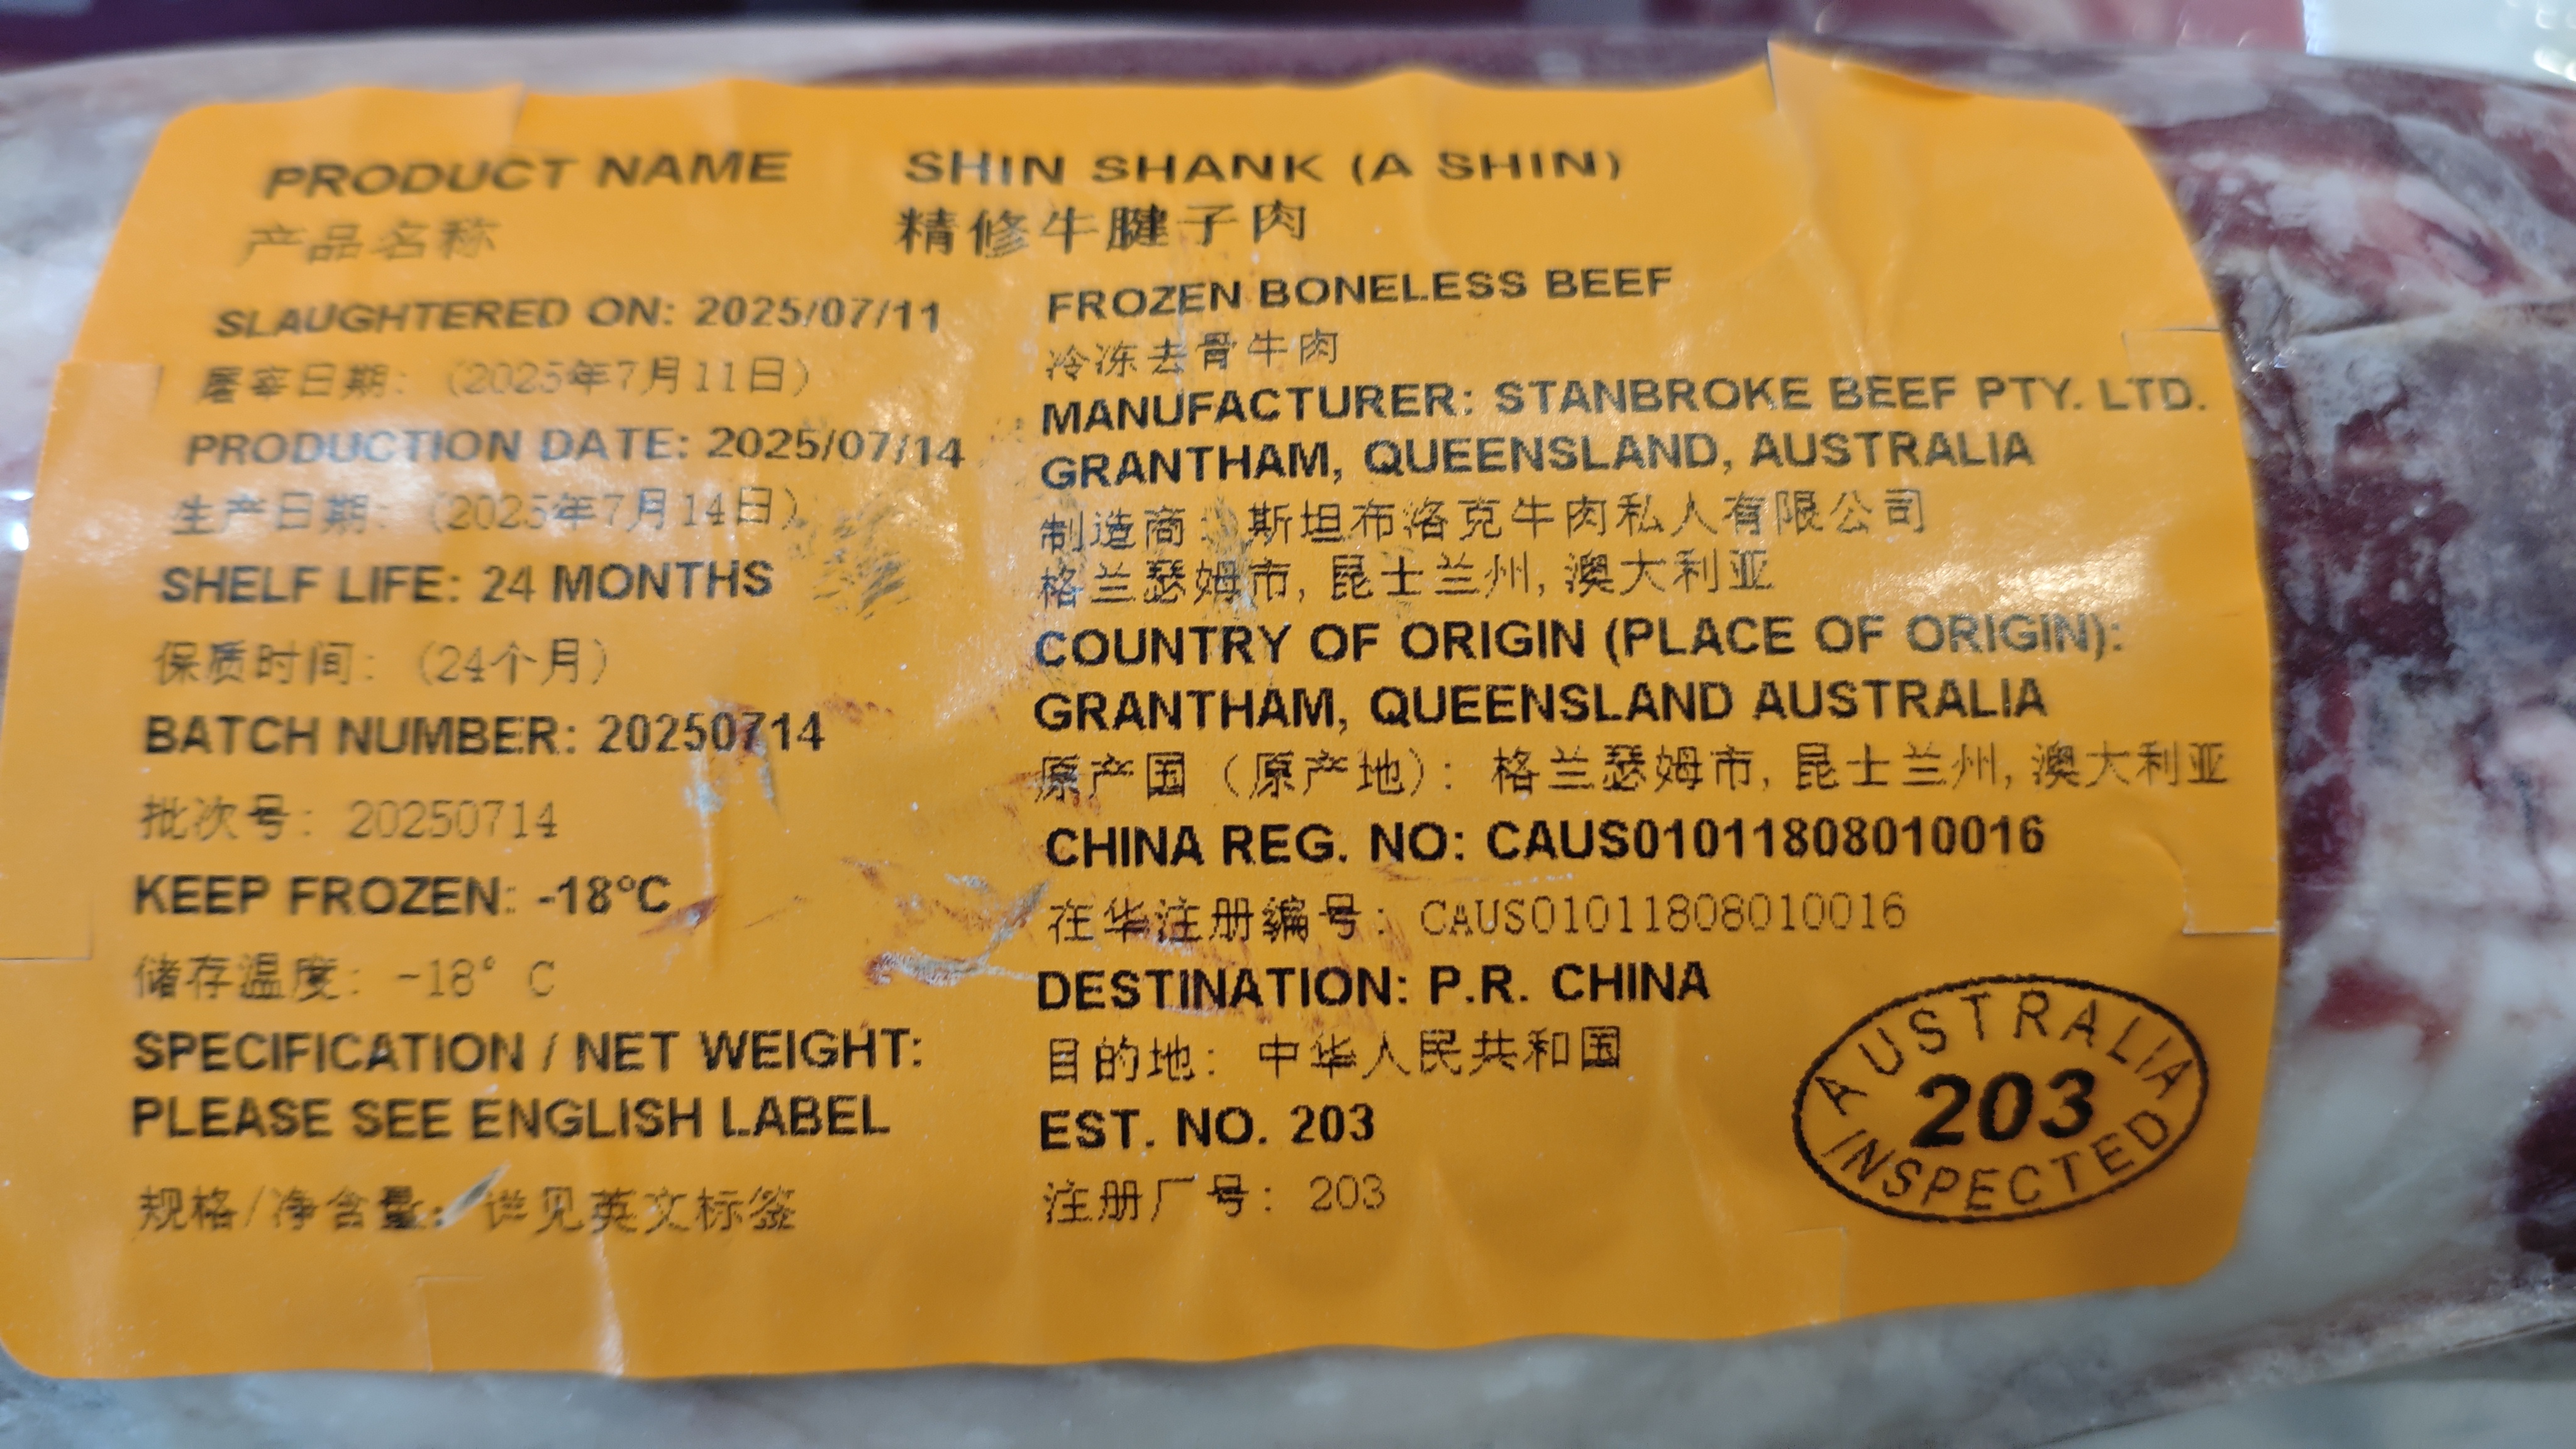 PRODUCT NAME SHIN SHANK (A SHIN)
产品名称 精修牛腱子肉
SLAUGHTERED ON: 2025/07/11
屠宰日期: (2025年7月11日)
PRODUCTION DATE: 2025/07/14
生产日期: (2025年7月14日)
SHELF LIFE: 24 MONTHS
保质时间: (24个月)
BATCH NUMBER: 20250714
批次号: 20250714
KEEP FROZEN: -18°C
储存温度: -18° C
SPECIFICATION / NET WEIGHT:
PLEASE SEE ENGLISH LABEL
规格/净含量: 详见英文标签
FROZEN BONELESS BEEF
冷冻去骨牛肉
MANUFACTURER: STANBROKE BEEF PTY. LTD.
GRANTHAM, QUEENSLAND, AUSTRALIA
制造商: 斯坦布洛克牛肉私人有限公司
格兰瑟姆市, 昆士兰州, 澳大利亚
COUNTRY OF ORIGIN (PLACE OF ORIGIN):
GRANTHAM, QUEENSLAND AUSTRALIA
原产国 (原产地): 格兰瑟姆市, 昆士兰州, 澳大利亚
CHINA REG. NO: CAUS01011808010016
在华注册编号: CAUS01011808010016
DESTINATION: P.R. CHINA
目的地: 中华人民共和国
EST. NO. 203
注册厂号: 203
AUSTRALIA
203
INSPECTED